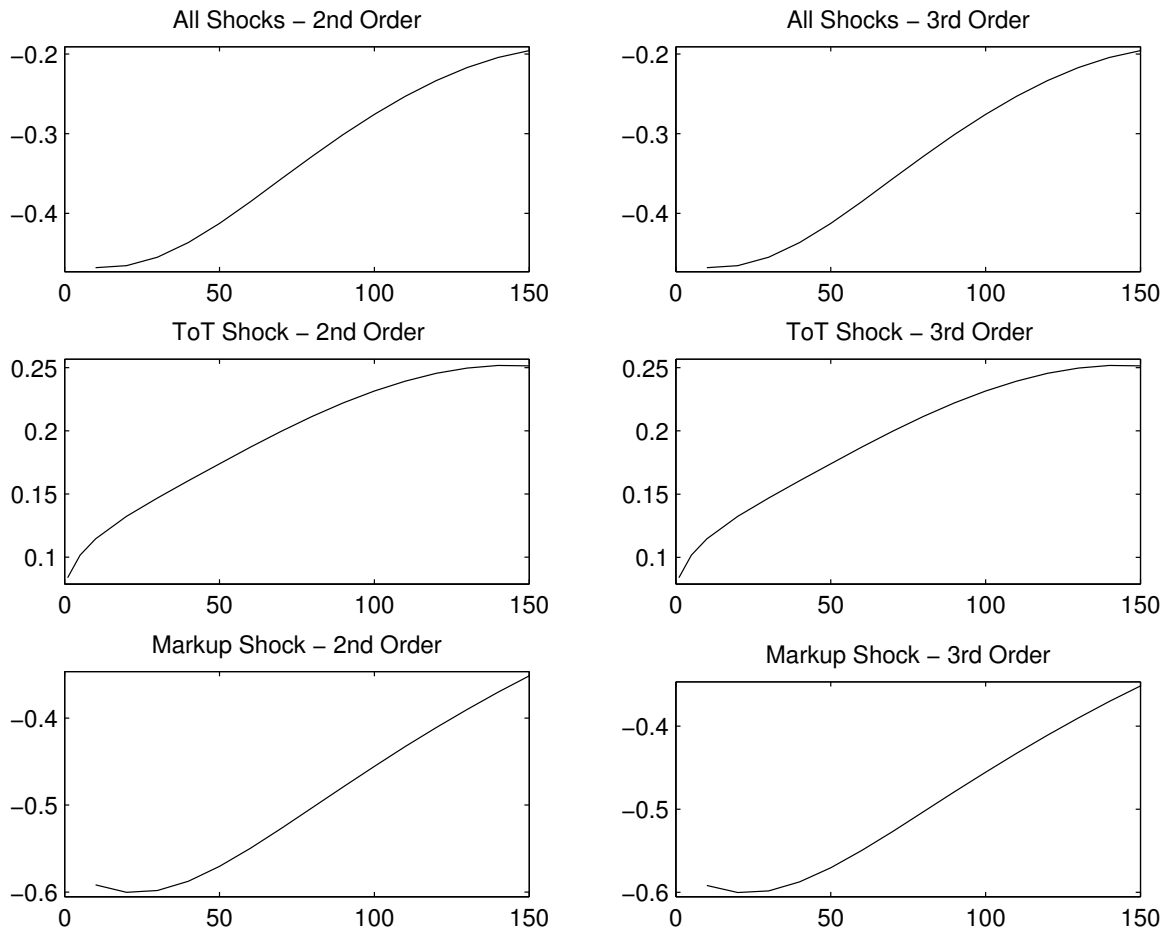 All Shocks − 2nd Order
−0.2
−0.3
−0.4
0 50 100 150
All Shocks − 3rd Order
−0.2
−0.3
−0.4
0 50 100 150
ToT Shock − 2nd Order
0.25
0.2
0.15
0.1
0 50 100 150
ToT Shock − 3rd Order
0.25
0.2
0.15
0.1
0 50 100 150
Markup Shock − 2nd Order
−0.4
−0.5
−0.6
0 50 100 150
Markup Shock − 3rd Order
−0.4
−0.5
−0.6
0 50 100 150